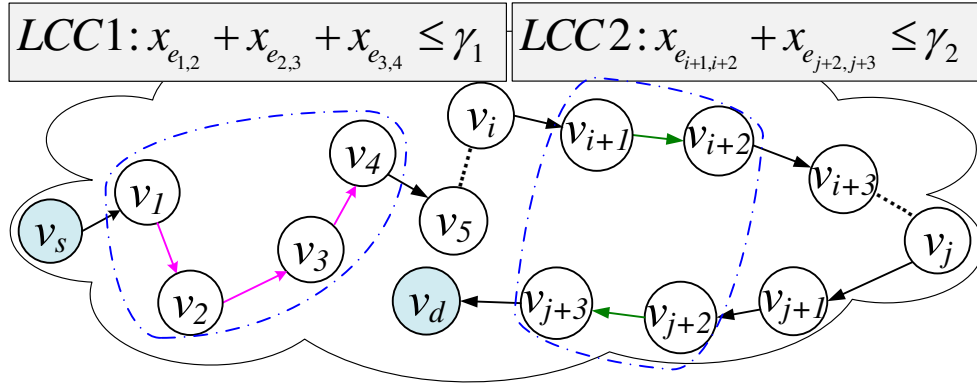 LCC1: x_{e_{1,2}} + x_{e_{2,3}} + x_{e_{3,4}} ≤ γ_1
LCC2: x_{e_{i+1,i+2}} + x_{e_{j+2,j+3}} ≤ γ_2
v_i
v_{i+1}
v_{i+2}
v_4
v_1
v_{i+3}
v_5
v_s
v_3
v_j
v_2
v_d
v_{j+3}
v_{j+2}
v_{j+1}